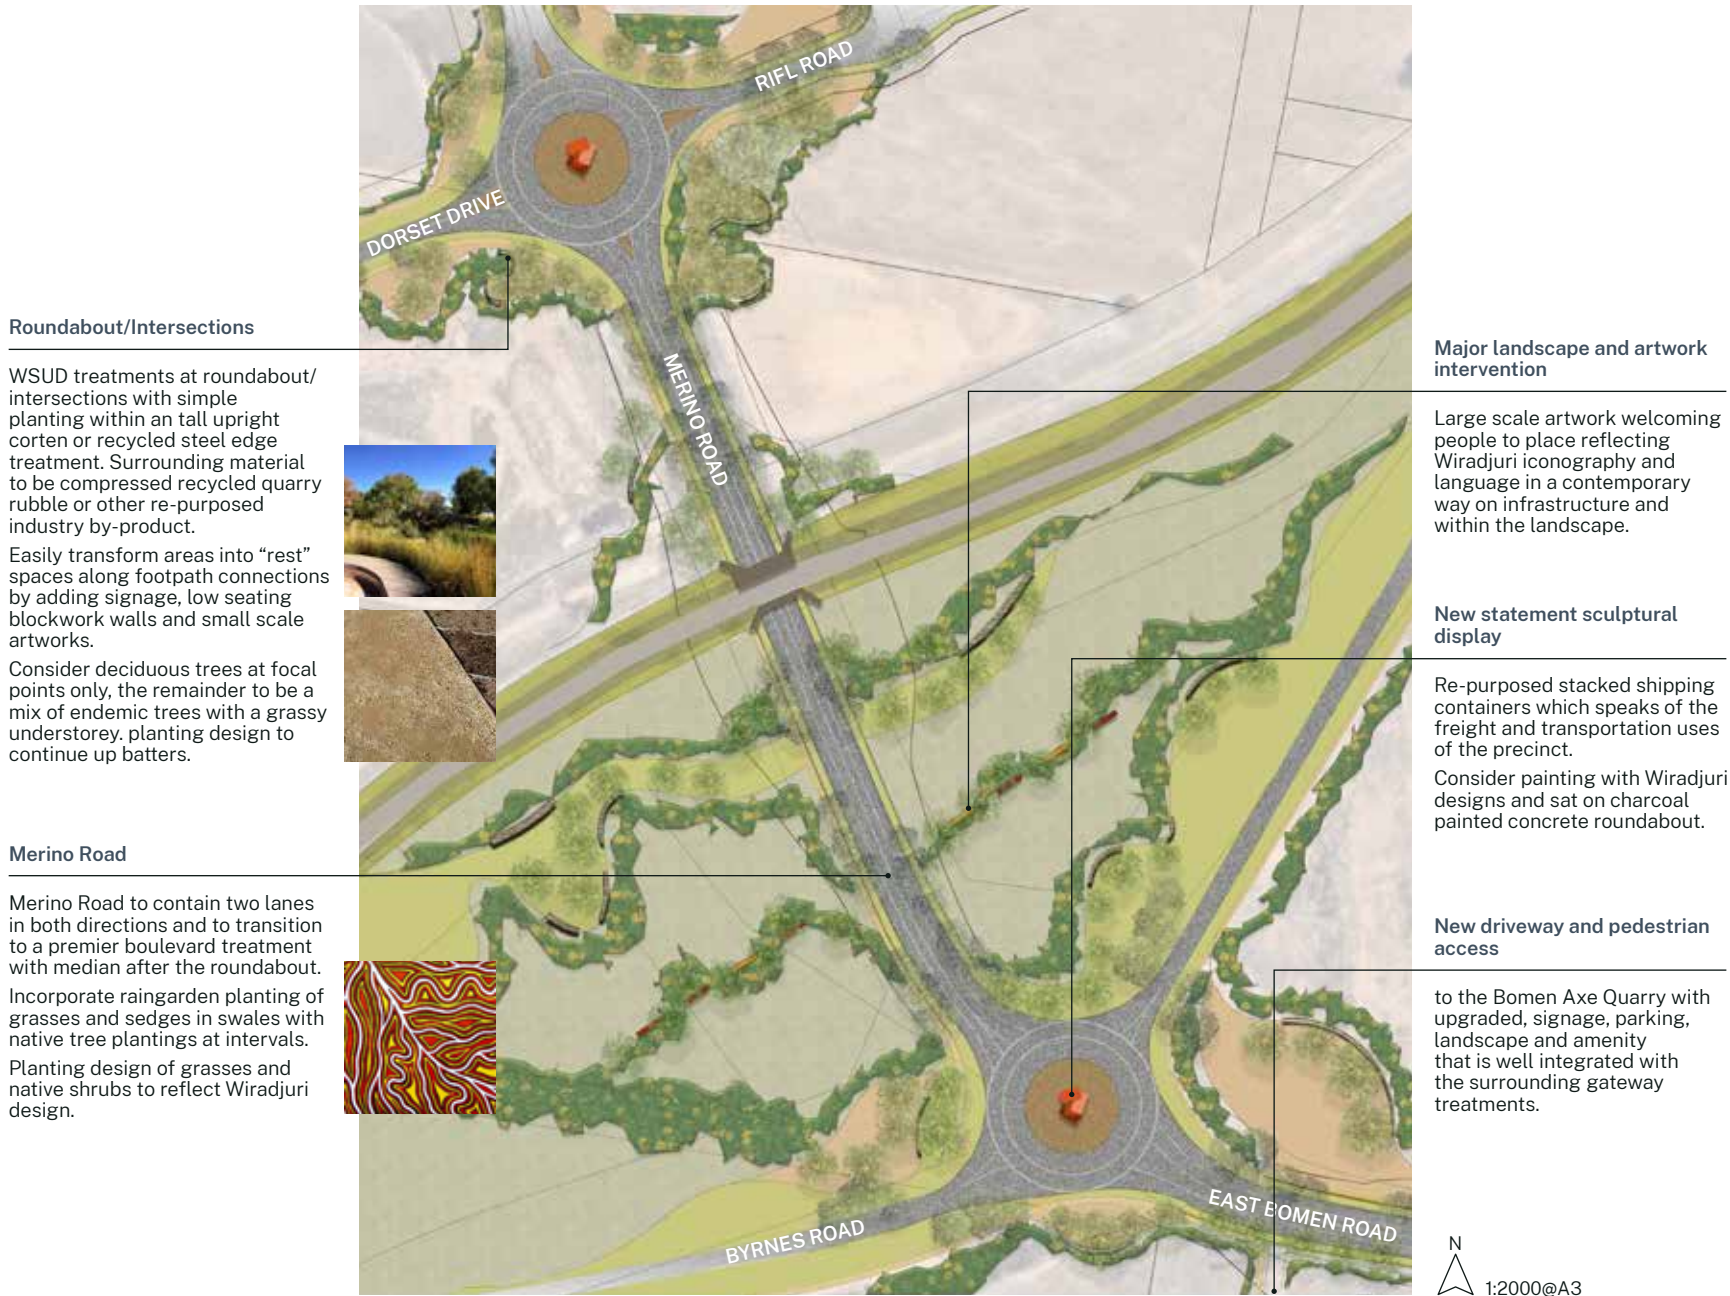 RIFL ROAD
DORSET DRIVE
MERINO ROAD
BYRNES ROAD
EAST BOMEN ROAD
Roundabout/Intersections
WSUD treatments at roundabout/
intersections with simple
planting within an tall upright
corten or recycled steel edge
treatment. Surrounding material
to be compressed recycled quarry
rubble or other re-purposed
industry by-product.
Easily transform areas into “rest”
spaces along footpath connections
by adding signage, low seating
blockwork walls and small scale
artworks.
Consider deciduous trees at focal
points only, the remainder to be a
mix of endemic trees with a grassy
understorey. planting design to
continue up batters.
Merino Road
Merino Road to contain two lanes
in both directions and to transition
to a premier boulevard treatment
with median after the roundabout.
Incorporate raingarden planting of
grasses and sedges in swales with
native tree plantings at intervals.
Planting design of grasses and
native shrubs to reflect Wiradjuri
design.
Major landscape and artwork
intervention
Large scale artwork welcoming
people to place reflecting
Wiradjuri iconography and
language in a contemporary
way on infrastructure and
within the landscape.
New statement sculptural
display
Re-purposed stacked shipping
containers which speaks of the
freight and transportation uses
of the precinct.
Consider painting with Wiradjuri
designs and sat on charcoal
painted concrete roundabout.
New driveway and pedestrian
access
to the Bomen Axe Quarry with
upgraded, signage, parking,
landscape and amenity
that is well integrated with
the surrounding gateway
treatments.
N
1:2000@A3